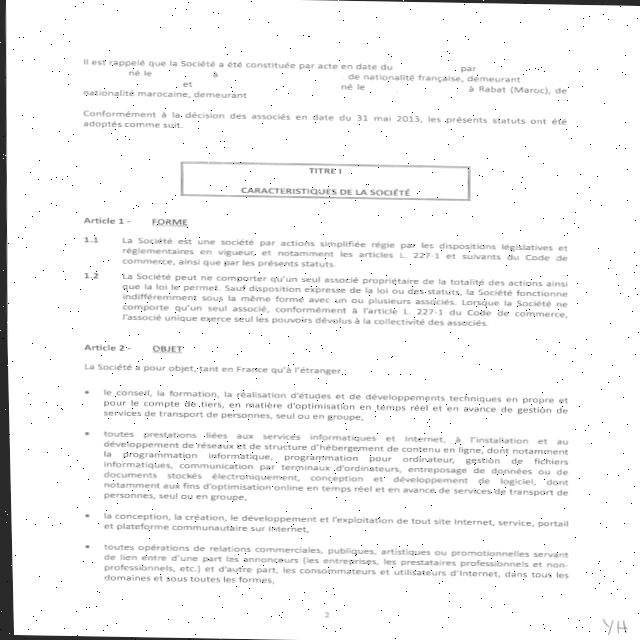 Il est rappelé que la Société a été constituée par acte en date du par
né le à de nationalité française, demeurant
et né le à Rabat (Maroc), de
nationalité marocaine, demeurant
Conformément à la décision des associés en date du 31 mai 2013, les présents statuts ont été
adoptés comme suit.
TITRE I
CARACTERISTIQUES DE LA SOCIÉTÉ
Article 1 - FORME
1.1 La Société est une société par actions simplifiée régie par les dispositions législatives et
réglementaires en vigueur, et notamment les articles L. 227-1 et suivants du Code de
commerce, ainsi que par les présents statuts.
1.2 La Société peut ne comporter qu'un seul associé propriétaire de la totalité des actions ainsi
que la loi le permet. Sauf disposition expresse de la loi ou des statuts, la Société fonctionne
indifféremment sous la même forme avec un ou plusieurs associés. Lorsque la Société ne
comporte qu'un seul associé, conformément à l'article L. 227-1 du Code de commerce,
l'associé unique exerce seul les pouvoirs dévolus à la collectivité des associés.
Article 2 - OBJET
La Société a pour objet, tant en France qu'à l'étranger,
• le conseil, la formation, la réalisation d'études et de développements techniques en propre et
pour le compte de tiers, en matière d'optimisation en temps réel et en avance de gestion de
services de transport de personnes, seul ou en groupe,
• toutes prestations liées aux services informatiques et Internet, à l'installation et au
développement de réseaux et de structure d'hébergement de contenu en ligne, dont notamment
la programmation informatique, programmation pour ordinateur, gestion de fichiers
informatiques, communication par terminaux d'ordinateurs, entreposage de données ou de
documents stockés électroniquement, conception et développement de logiciel, dont
notamment aux fins d'optimisation online en temps réel et en avance de services de transport de
personnes, seul ou en groupe,
• la conception, la création, le développement et l'exploitation de tout site Internet, service, portail
et plateforme communautaire sur internet,
• toutes opérations de relations commerciales, publiques, artistiques ou promotionnelles servant
de lien entre d'une part les annonceurs (les entreprises, les prestataires professionnels et non-
professionnels, etc.) et d'autre part, les consommateurs et utilisateurs d'Internet, dans tous les
domaines et sous toutes les formes,
2
YH